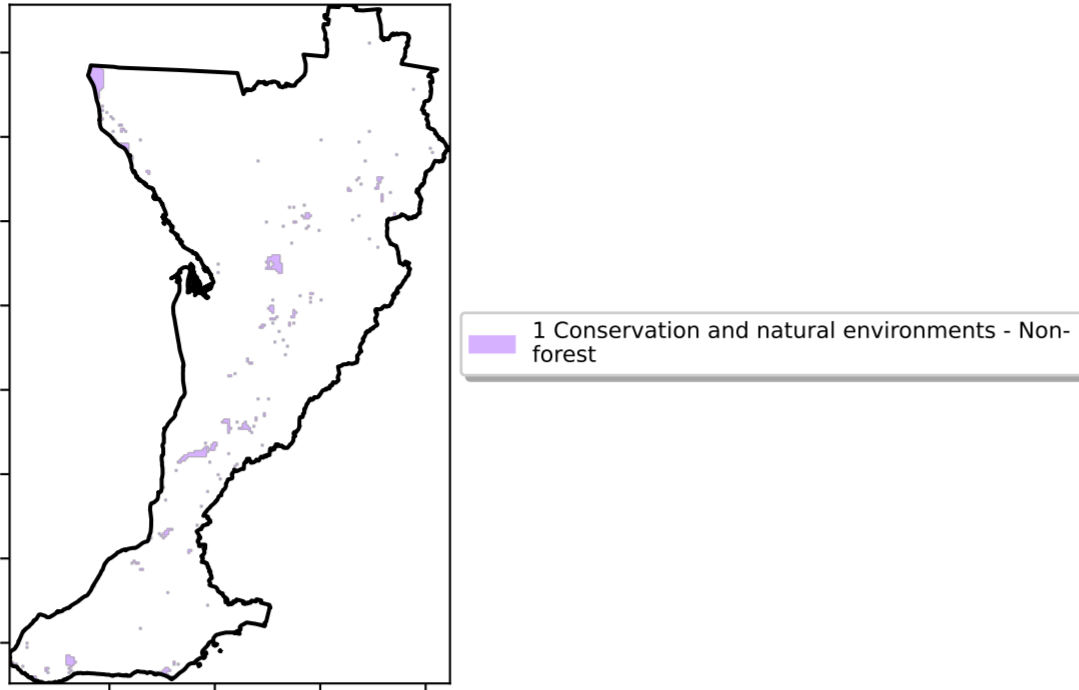 1 Conservation and natural environments - Non-
forest